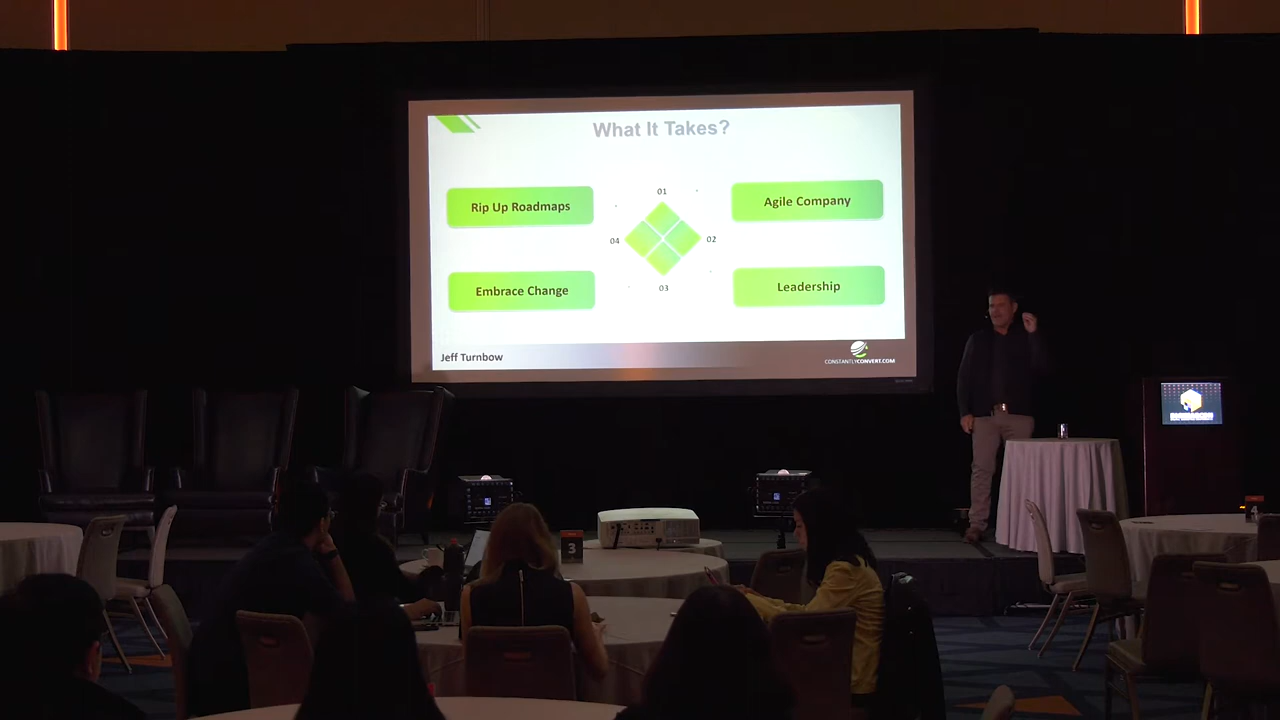 What It Takes?
01
Rip Up Roadmaps
Agile Company
04
02
Embrace Change
03
Leadership
Jeff Turnbow
CONSTANTLYCONVERT.COM
3
4